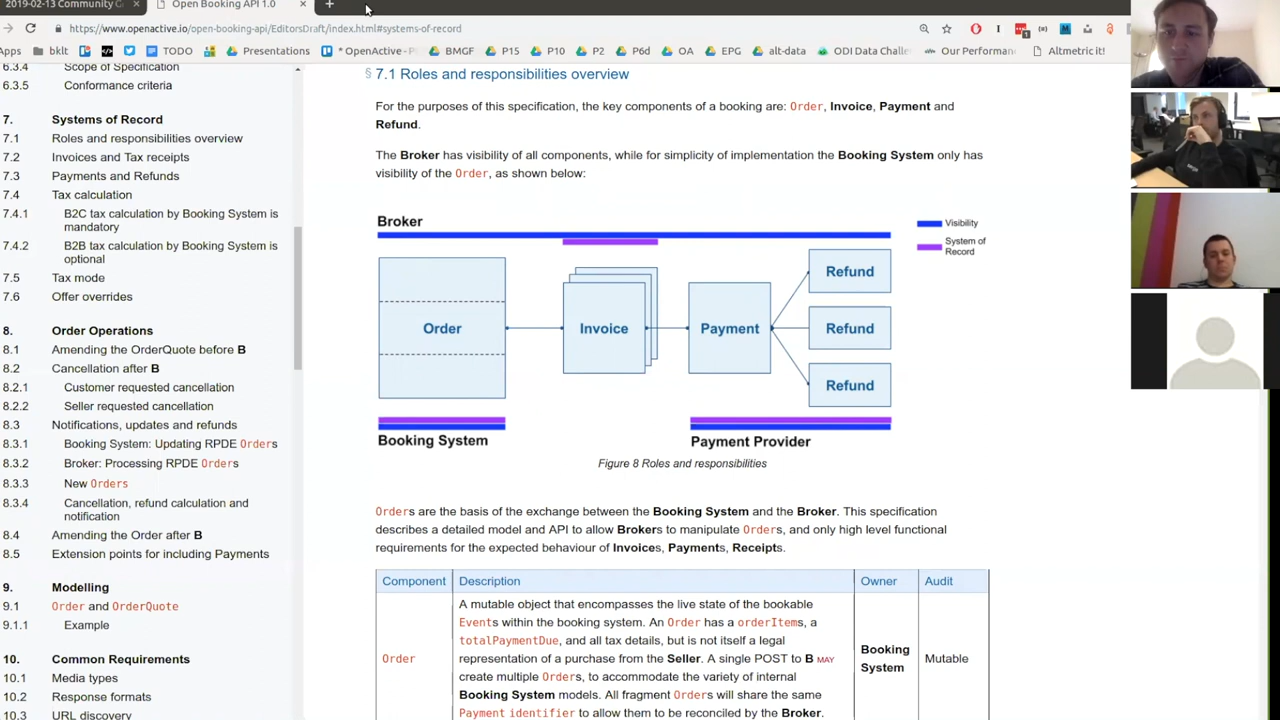 2019-02-13 Community G
Open Booking API 1.0
https://www.openactive.io/open-booking-api/EditorsDraft/index.html#systems-of-record
Apps bklt TODO Presentations * OpenActive - P BMGF P15 P10 P2 P6d OA EPG alt-data ODI Data Challe Our Performan Altmetric it!
6.3.4 Scope of Specification
6.3.5 Conformance criteria
7. Systems of Record
7.1 Roles and responsibilities overview
7.2 Invoices and Tax receipts
7.3 Payments and Refunds
7.4 Tax calculation
7.4.1 B2C tax calculation by Booking System is
mandatory
7.4.2 B2B tax calculation by Booking System is
optional
7.5 Tax mode
7.6 Offer overrides
8. Order Operations
8.1 Amending the OrderQuote before B
8.2 Cancellation after B
8.2.1 Customer requested cancellation
8.2.2 Seller requested cancellation
8.3 Notifications, updates and refunds
8.3.1 Booking System: Updating RPDE Orders
8.3.2 Broker: Processing RPDE Orders
8.3.3 New Orders
8.3.4 Cancellation, refund calculation and
notification
8.4 Amending the Order after B
8.5 Extension points for including Payments
9. Modelling
9.1 Order and OrderQuote
9.1.1 Example
10. Common Requirements
10.1 Media types
10.2 Response formats
10.3 URL discovery
§ 7.1 Roles and responsibilities overview
For the purposes of this specification, the key components of a booking are: Order, Invoice, Payment and
Refund.
The Broker has visibility of all components, while for simplicity of implementation the Booking System only has
visibility of the Order, as shown below:
Broker
Visibility
System of
Record
Order
Invoice
Payment
Refund
Refund
Refund
Booking System
Payment Provider
Figure 8 Roles and responsibilities
Orders are the basis of the exchange between the Booking System and the Broker. This specification
describes a detailed model and API to allow Brokers to manipulate Orders, and only high level functional
requirements for the expected behaviour of Invoices, Payments, Receipts.
Component Description Owner Audit
Order
A mutable object that encompasses the live state of the bookable
Events within the booking system. An Order has a orderItems, a
totalPaymentDue, and all tax details, but is not itself a legal
representation of a purchase from the Seller. A single POST to B MAY
create multiple Orders, to accommodate the variety of internal
Booking System models. All fragment Orders will share the same
Payment identifier to allow them to be reconciled by the Broker.
Booking
System
Mutable